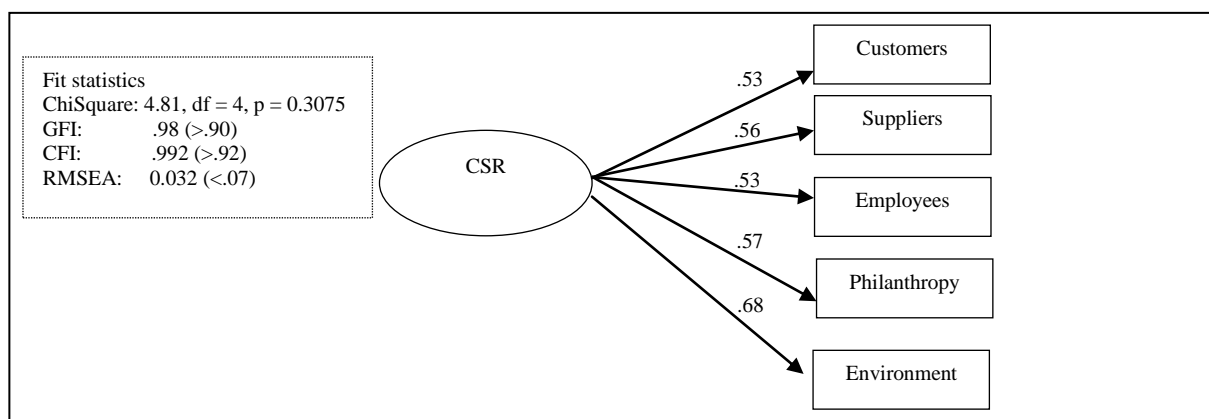 Fit statistics
ChiSquare: 4.81, df = 4, p = 0.3075
GFI: .98 (>.90)
CFI: .992 (>.92)
RMSEA: 0.032 (<.07)
CSR
.53
Customers
.56
Suppliers
.53
Employees
.57
Philanthropy
.68
Environment